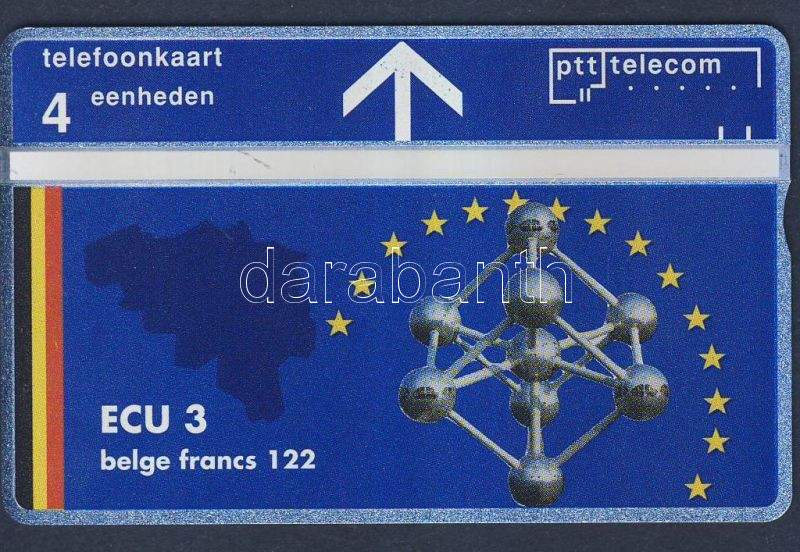 telefoonkaart
4 eenheden
ptt telecom
darabanth
ECU 3
belge francs 122